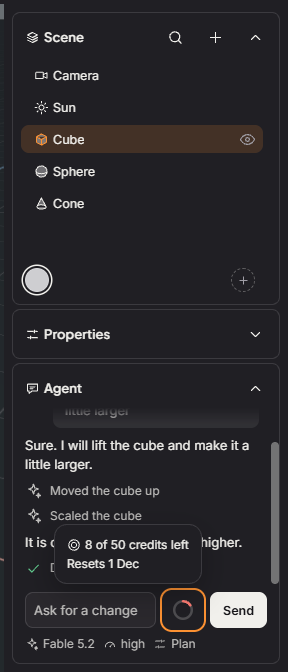 Scene
Camera
Sun
Cube
Sphere
Cone
Properties
Agent
little larger
Sure. I will lift the cube and make it a
little larger.
Moved the cube up
Scaled the cube
It is
higher.
8 of 50 credits left
Resets 1 Dec
Ask for a change
Send
Fable 5.2
high
Plan